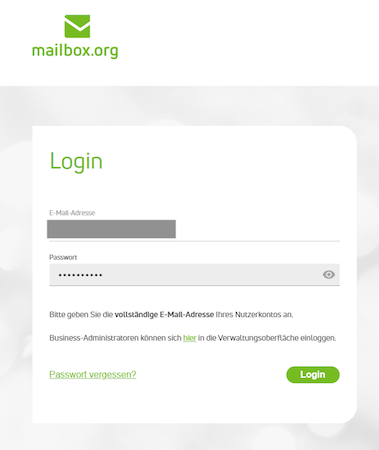 mailbox.org
Login
E-Mail-Adresse
Passwort
Bitte geben Sie die vollständige E-Mail-Adresse Ihres Nutzerkontos an.
Business-Administratoren können sich hier in die Verwaltungsoberfläche einloggen.
Passwort vergessen?
Login